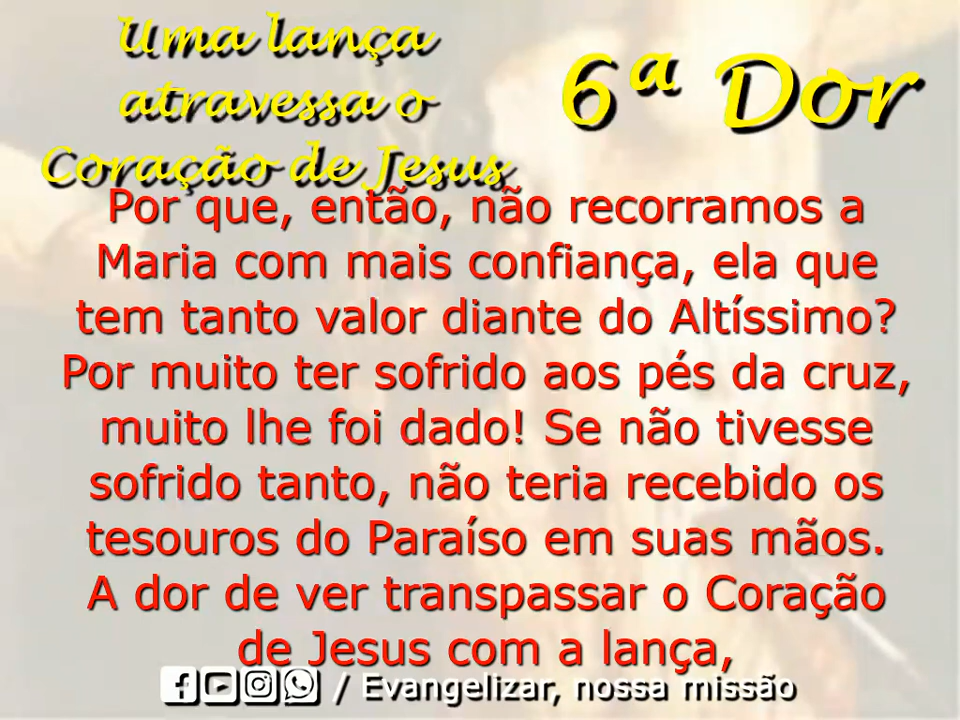 Uma lança
atravessa o
Coração de Jesus
6ª Dor
Por que, então, não recorramos a
Maria com mais confiança, ela que
tem tanto valor diante do Altíssimo?
Por muito ter sofrido aos pés da cruz,
muito lhe foi dado! Se não tivesse
sofrido tanto, não teria recebido os
tesouros do Paraíso em suas mãos.
A dor de ver transpassar o Coração
de Jesus com a lança,
/ Evangelizar, nossa missão